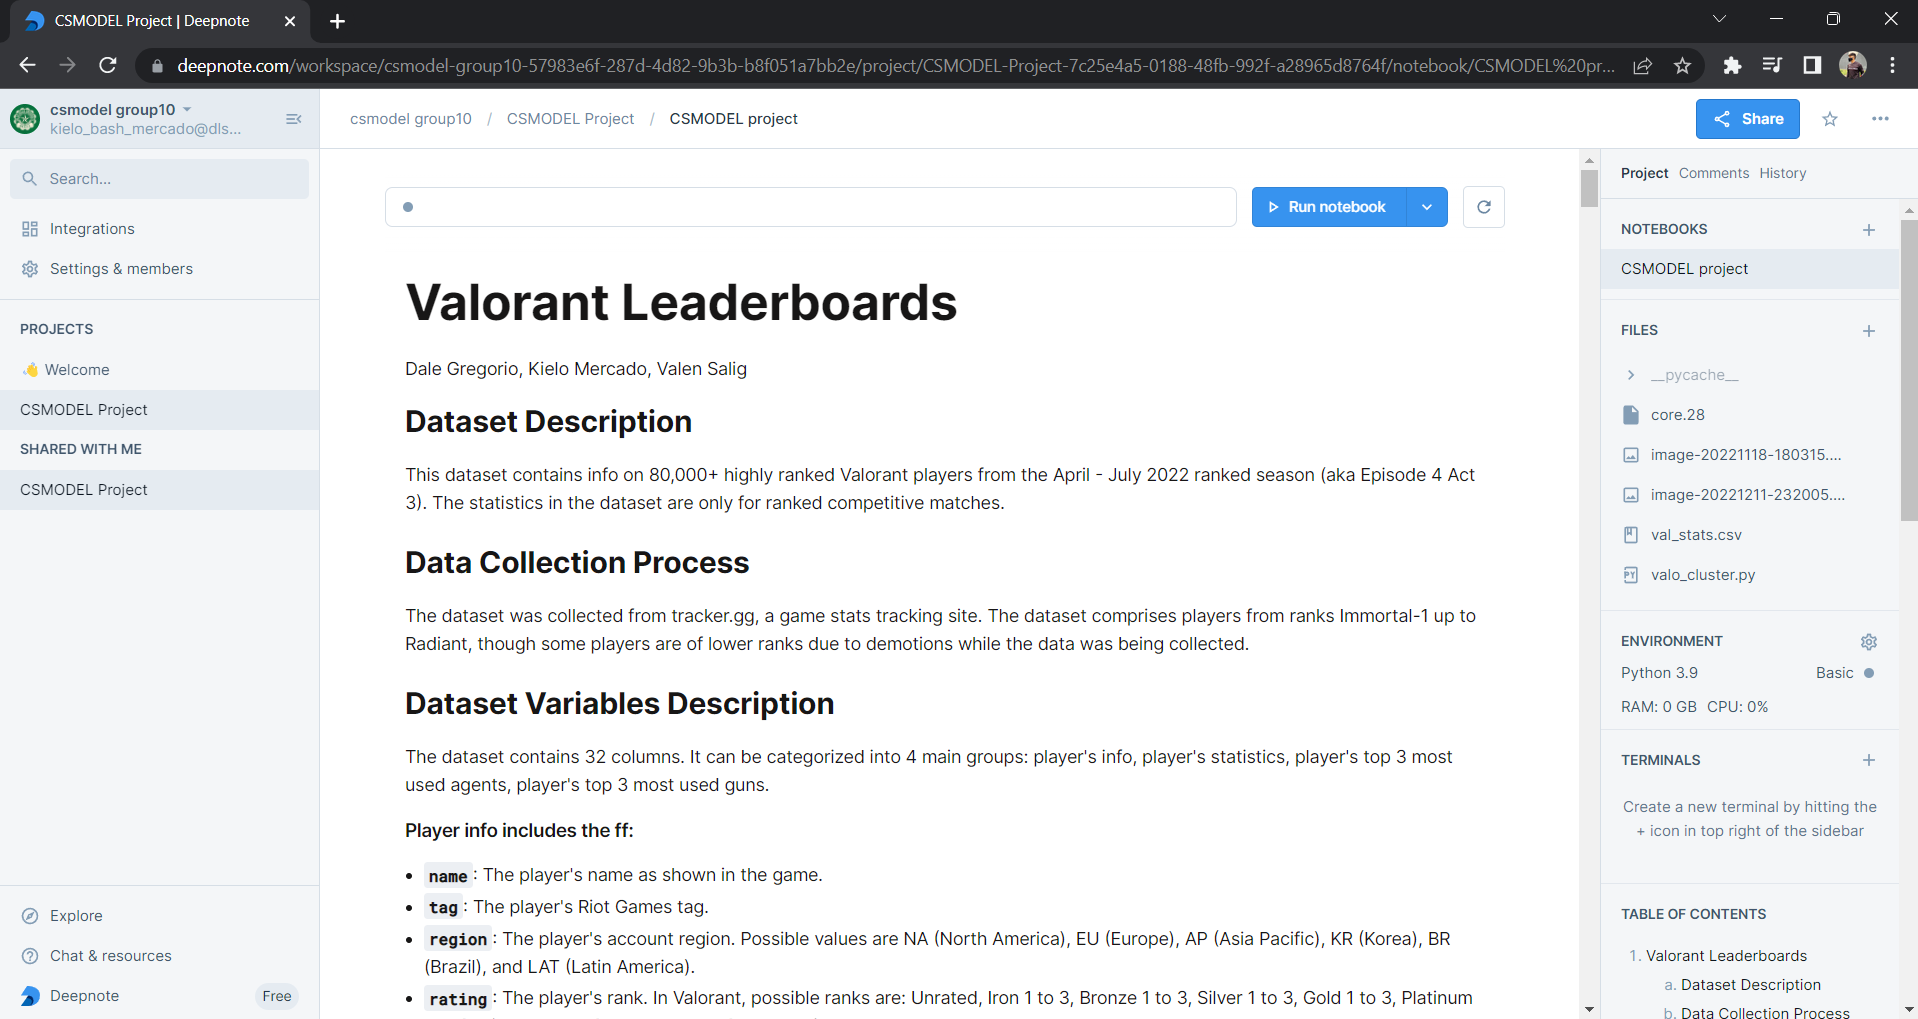 CSMODEL Project | Deepnote
deepnote.com/workspace/csmodel-group10-57983e6f-287d-4d82-9b3b-b8f051a7bb2e/project/CSMODEL-Project-7c25e4a5-0188-48fb-992f-a28965d8764f/notebook/CSMODEL%20pr...
csmodel group10
kielo_bash_mercado@dls...
Search...
Integrations
Settings & members
PROJECTS
👋 Welcome
CSMODEL Project
SHARED WITH ME
CSMODEL Project
Explore
Chat & resources
Deepnote Free
csmodel group10 / CSMODEL Project / CSMODEL project
Share
Run notebook
Valorant Leaderboards
Dale Gregorio, Kielo Mercado, Valen Salig
Dataset Description
This dataset contains info on 80,000+ highly ranked Valorant players from the April - July 2022 ranked season (aka Episode 4 Act
3). The statistics in the dataset are only for ranked competitive matches.
Data Collection Process
The dataset was collected from tracker.gg, a game stats tracking site. The dataset comprises players from ranks Immortal-1 up to
Radiant, though some players are of lower ranks due to demotions while the data was being collected.
Dataset Variables Description
The dataset contains 32 columns. It can be categorized into 4 main groups: player's info, player's statistics, player's top 3 most
used agents, player's top 3 most used guns.
Player info includes the ff:
• name : The player's name as shown in the game.
• tag : The player's Riot Games tag.
• region : The player's account region. Possible values are NA (North America), EU (Europe), AP (Asia Pacific), KR (Korea), BR
(Brazil), and LAT (Latin America).
• rating : The player's rank. In Valorant, possible ranks are: Unrated, Iron 1 to 3, Bronze 1 to 3, Silver 1 to 3, Gold 1 to 3, Platinum
Project Comments History
NOTEBOOKS
CSMODEL project
FILES
__pycache__
core.28
image-20221118-180315....
image-20221211-232005....
val_stats.csv
PY valo_cluster.py
ENVIRONMENT
Python 3.9 Basic
RAM: 0 GB CPU: 0%
TERMINALS
Create a new terminal by hitting the
+ icon in top right of the sidebar
TABLE OF CONTENTS
1. Valorant Leaderboards
a. Dataset Description
b. Data Collection Process